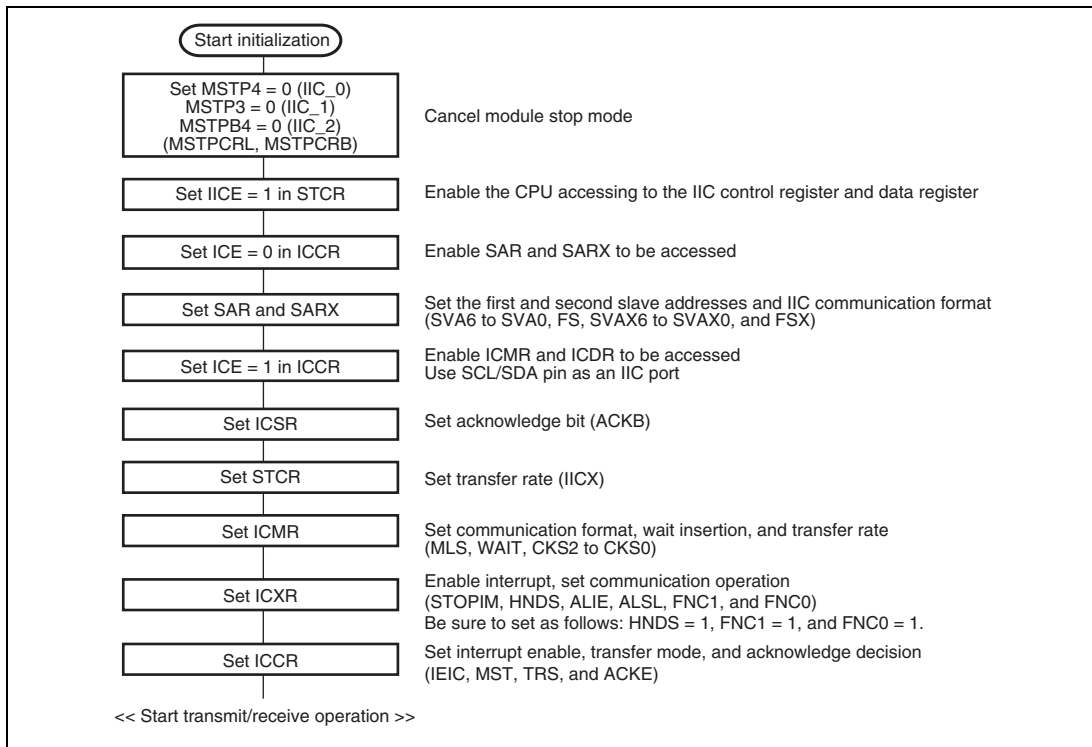 Start initialization
Set MSTP4 = 0 (IIC_0)
MSTP3 = 0 (IIC_1)
MSTPB4 = 0 (IIC_2)
(MSTPCRL, MSTPCRB)
Cancel module stop mode
Set IICE = 1 in STCR
Enable the CPU accessing to the IIC control register and data register
Set ICE = 0 in ICCR
Enable SAR and SARX to be accessed
Set SAR and SARX
Set the first and second slave addresses and IIC communication format
(SVA6 to SVA0, FS, SVAX6 to SVAX0, and FSX)
Set ICE = 1 in ICCR
Enable ICMR and ICDR to be accessed
Use SCL/SDA pin as an IIC port
Set ICSR
Set acknowledge bit (ACKB)
Set STCR
Set transfer rate (IICX)
Set ICMR
Set communication format, wait insertion, and transfer rate
(MLS, WAIT, CKS2 to CKS0)
Set ICXR
Enable interrupt, set communication operation
(STOPIM, HNDS, ALIE, ALSL, FNC1, and FNC0)
Be sure to set as follows: HNDS = 1, FNC1 = 1, and FNC0 = 1.
Set ICCR
Set interrupt enable, transfer mode, and acknowledge decision
(IEIC, MST, TRS, and ACKE)
<< Start transmit/receive operation >>